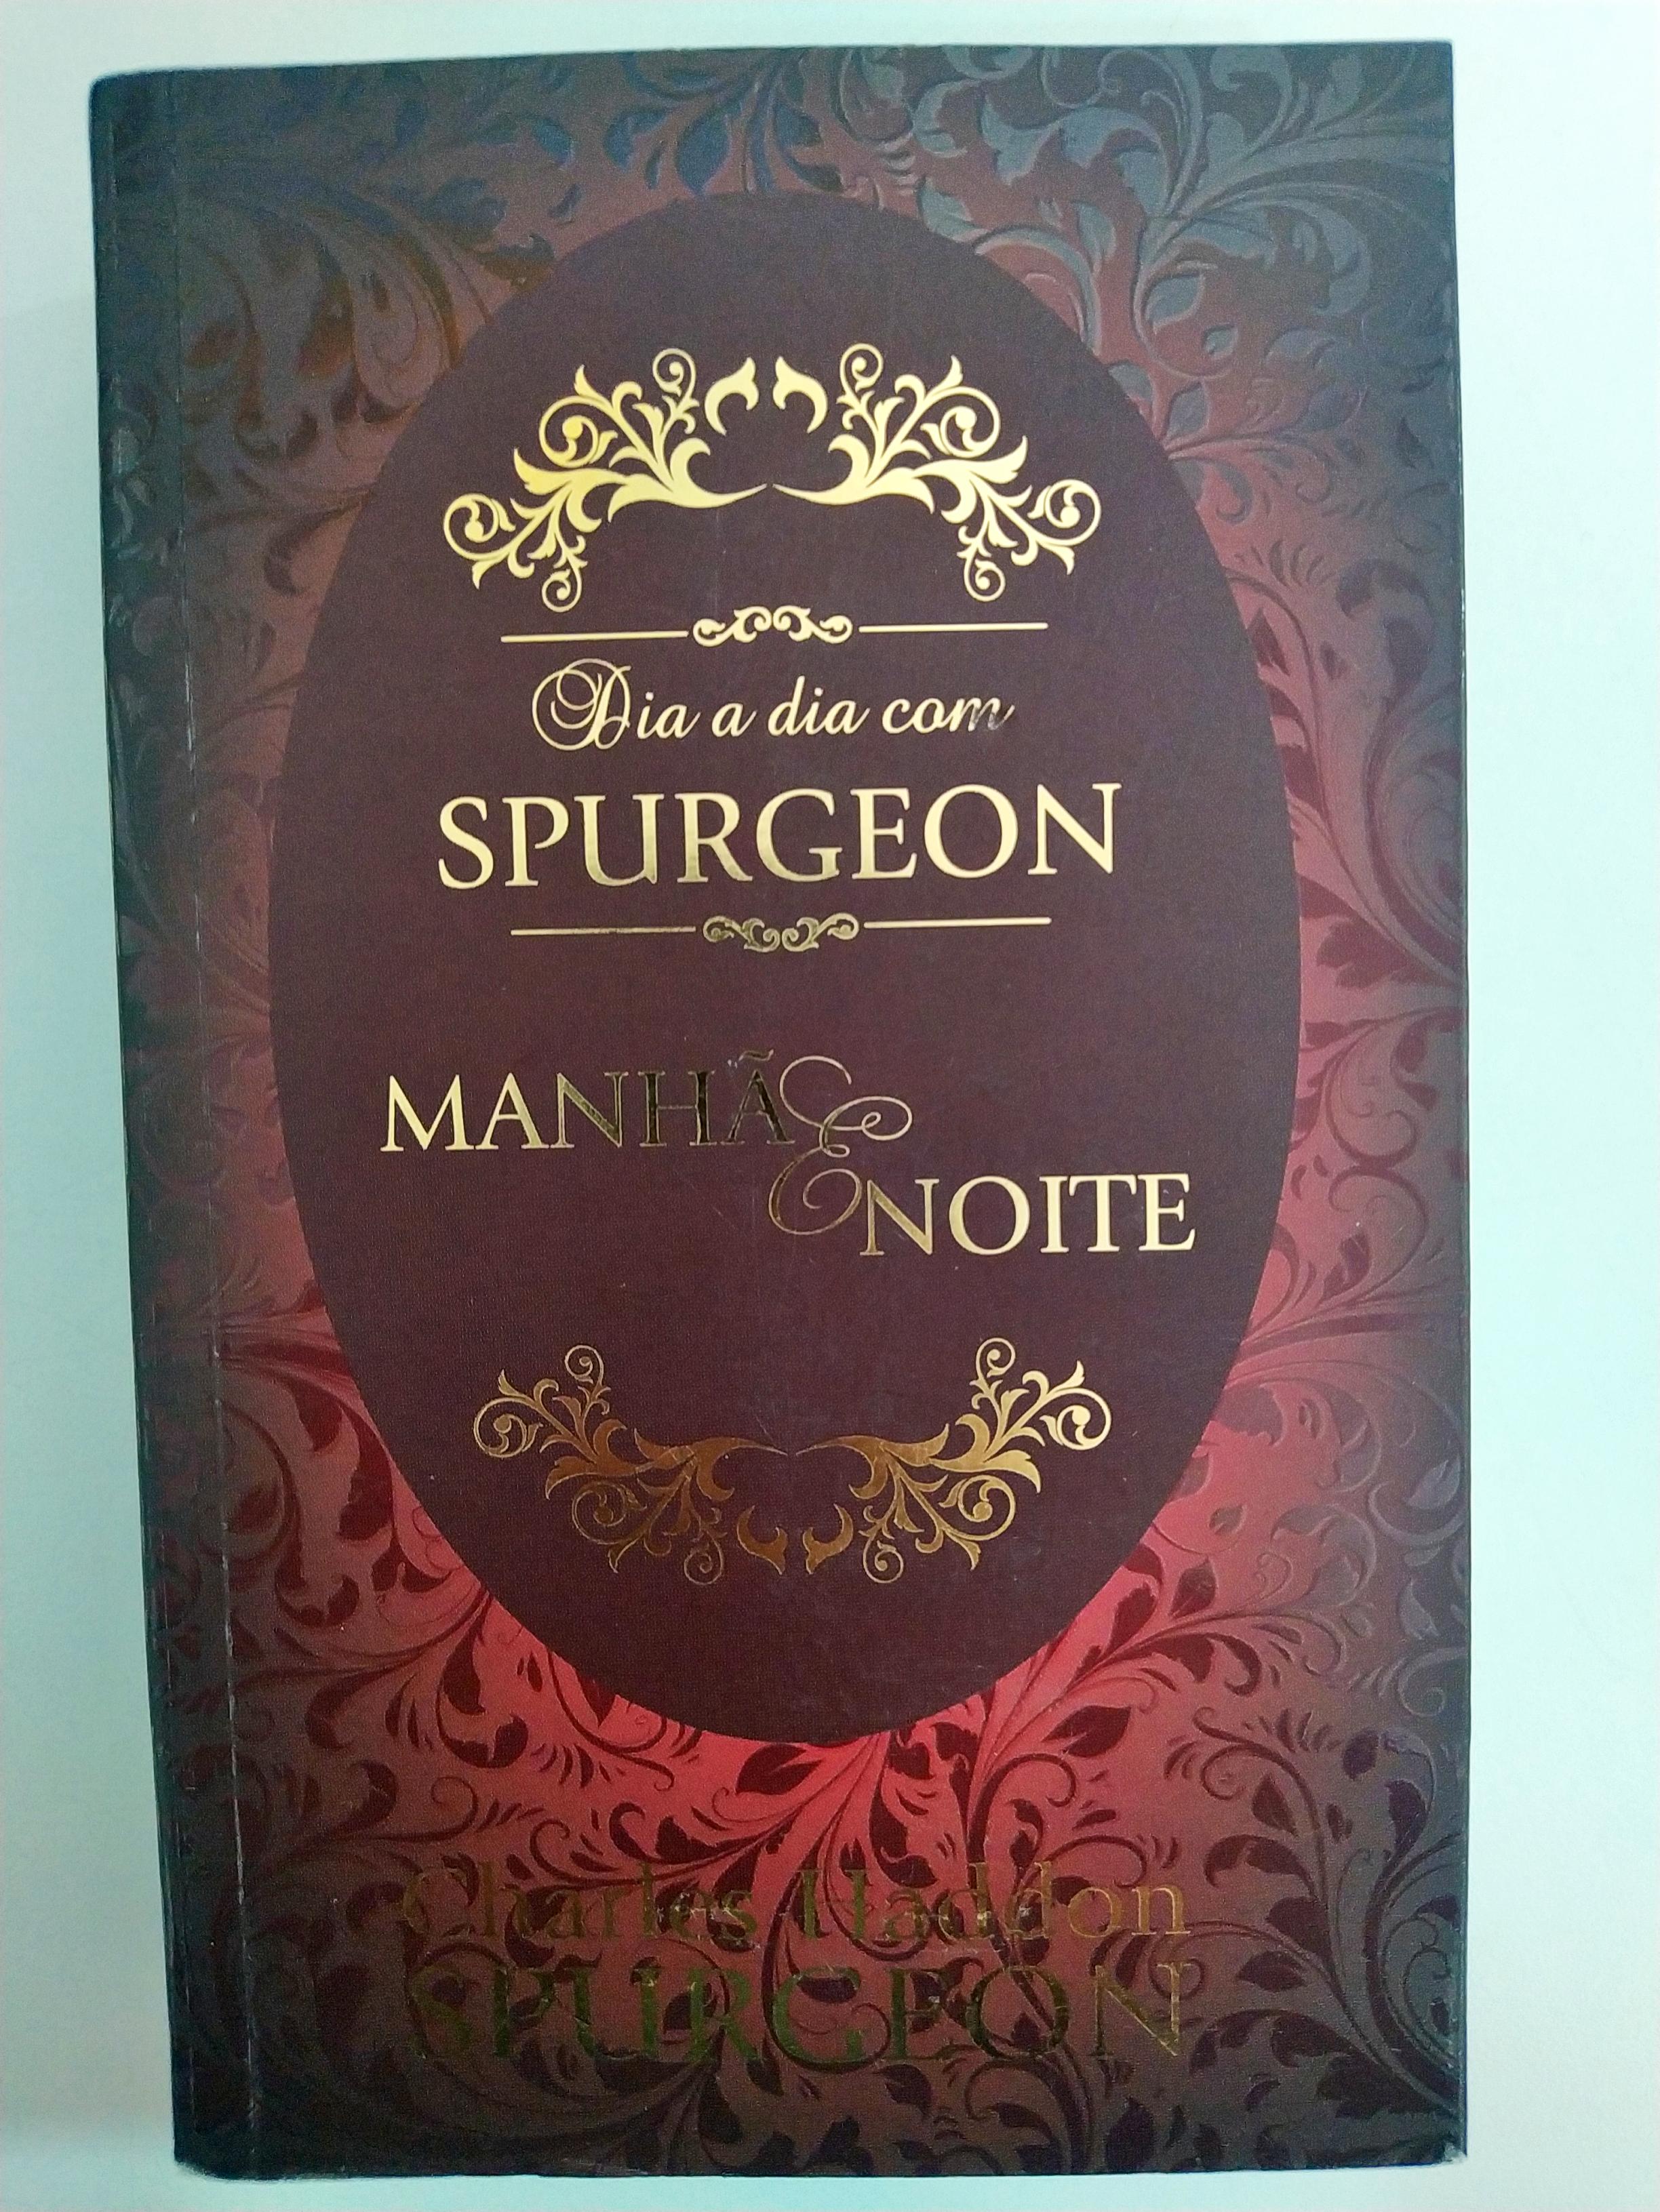 Dia a dia com
SPURGEON
MANHÃ E
NOITE
Charles Haddon
SPURGEON